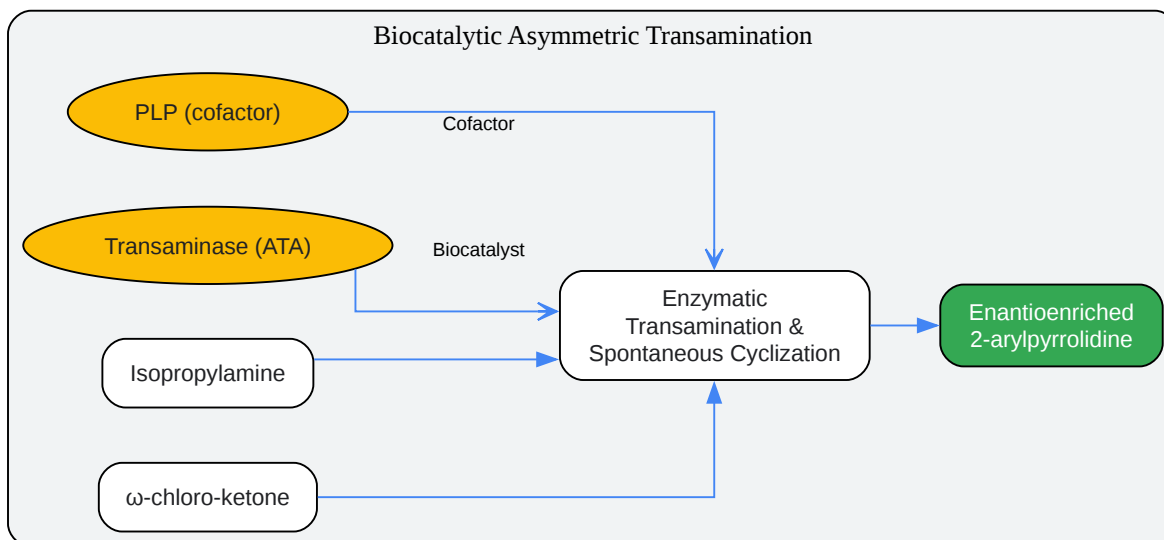 Biocatalytic Asymmetric Transamination
PLP (cofactor)
Cofactor
Transaminase (ATA)
Biocatalyst
Enzymatic
Transamination &
Spontaneous Cyclization
Enantioenriched
2-arylpyrrolidine
Isopropylamine
ω-chloro-ketone